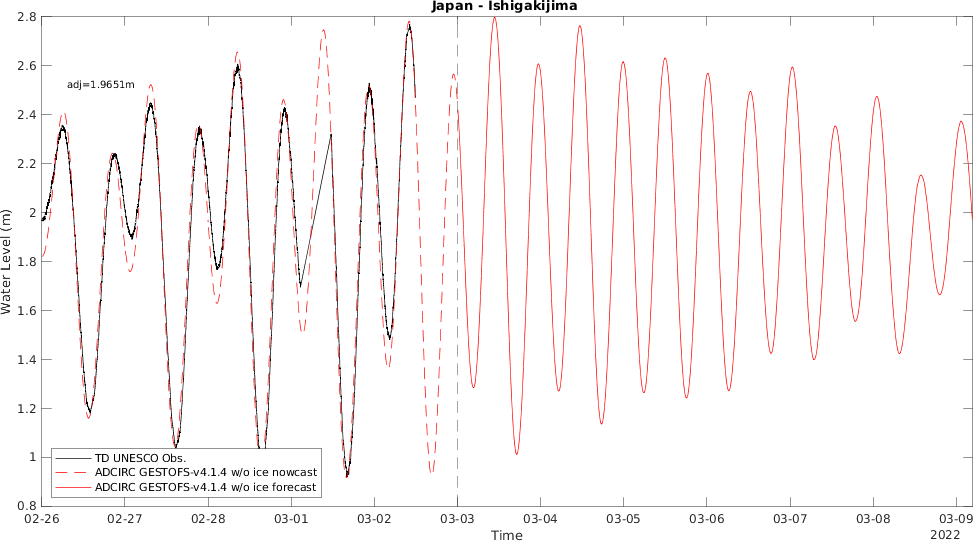 Japan - Ishigakijima
2.8
2.6
2.4
2.2
2
1.8
1.6
1.4
1.2
1
0.8
Water Level (m)
adj=1.9651m
TD UNESCO Obs.
ADCIRC GESTOFS-v4.1.4 w/o ice nowcast
ADCIRC GESTOFS-v4.1.4 w/o ice forecast
02-26 02-27 02-28 03-01 03-02 03-03 03-04 03-05 03-06 03-07 03-08 03-09
Time
2022